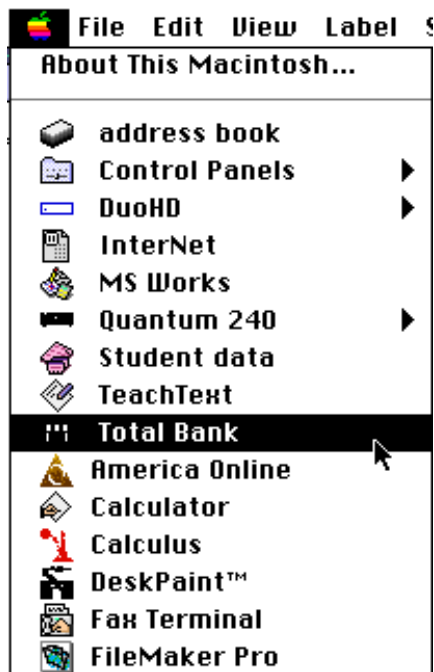 File Edit View Label S
About This Macintosh...
address book
Control Panels
DuoHD
InterNet
MS Works
Quantum 240
Student data
TeachText
Total Bank
America Online
Calculator
Calculus
DeskPaint™
Fax Terminal
FileMaker Pro